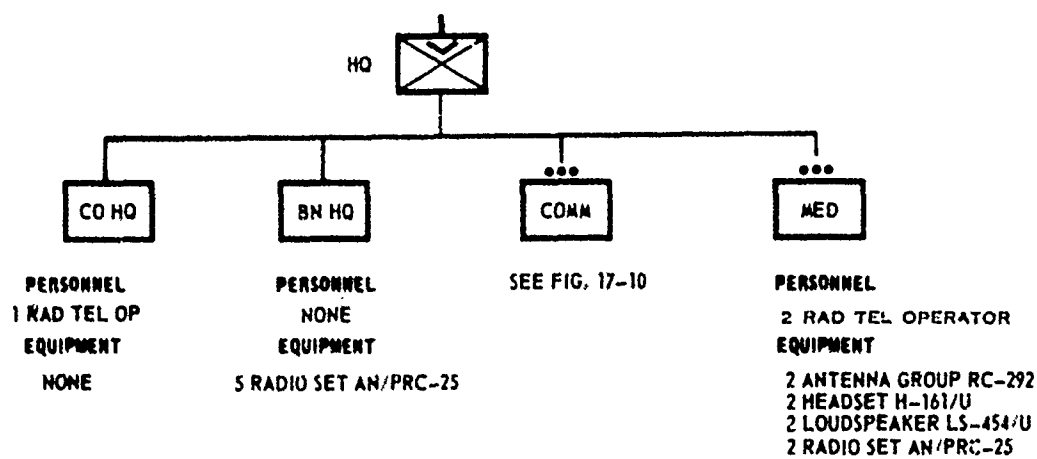 HQ
CO HQ
BN HQ
COMM
MED
PERSONNEL
1 RAD TEL OP
EQUIPMENT
NONE
PERSONNEL
NONE
EQUIPMENT
5 RADIO SET AN/PRC-25
SEE FIG. 17-10
PERSONNEL
2 RAD TEL OPERATOR
EQUIPMENT
2 ANTENNA GROUP RC-292
2 HEADSET H-161/U
2 LOUDSPEAKER LS-454/U
2 RADIO SET AN/PRC-25